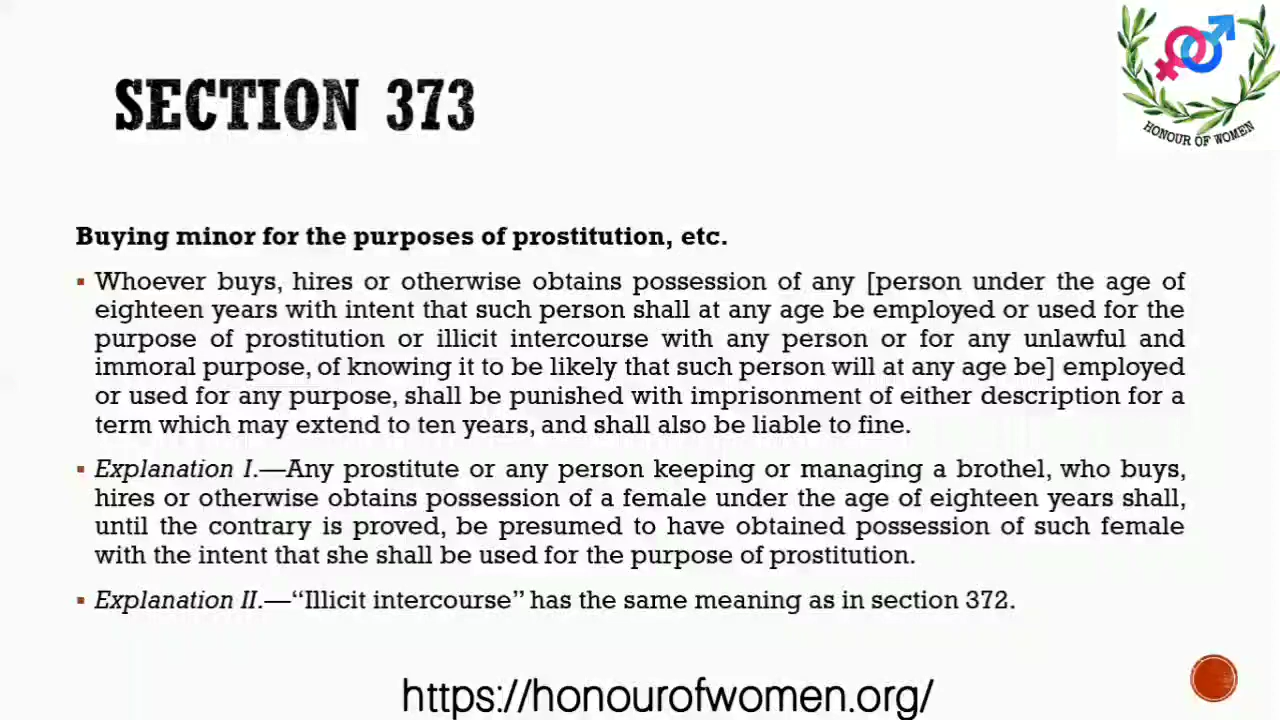 HONOUR OF WOMEN
SECTION 373
Buying minor for the purposes of prostitution, etc.
▪ Whoever buys, hires or otherwise obtains possession of any [person under the age of
eighteen years with intent that such person shall at any age be employed or used for the
purpose of prostitution or illicit intercourse with any person or for any unlawful and
immoral purpose, of knowing it to be likely that such person will at any age be] employed
or used for any purpose, shall be punished with imprisonment of either description for a
term which may extend to ten years, and shall also be liable to fine.
▪ Explanation I.—Any prostitute or any person keeping or managing a brothel, who buys,
hires or otherwise obtains possession of a female under the age of eighteen years shall,
until the contrary is proved, be presumed to have obtained possession of such female
with the intent that she shall be used for the purpose of prostitution.
▪ Explanation II.—“Illicit intercourse” has the same meaning as in section 372.
https://honourofwomen.org/